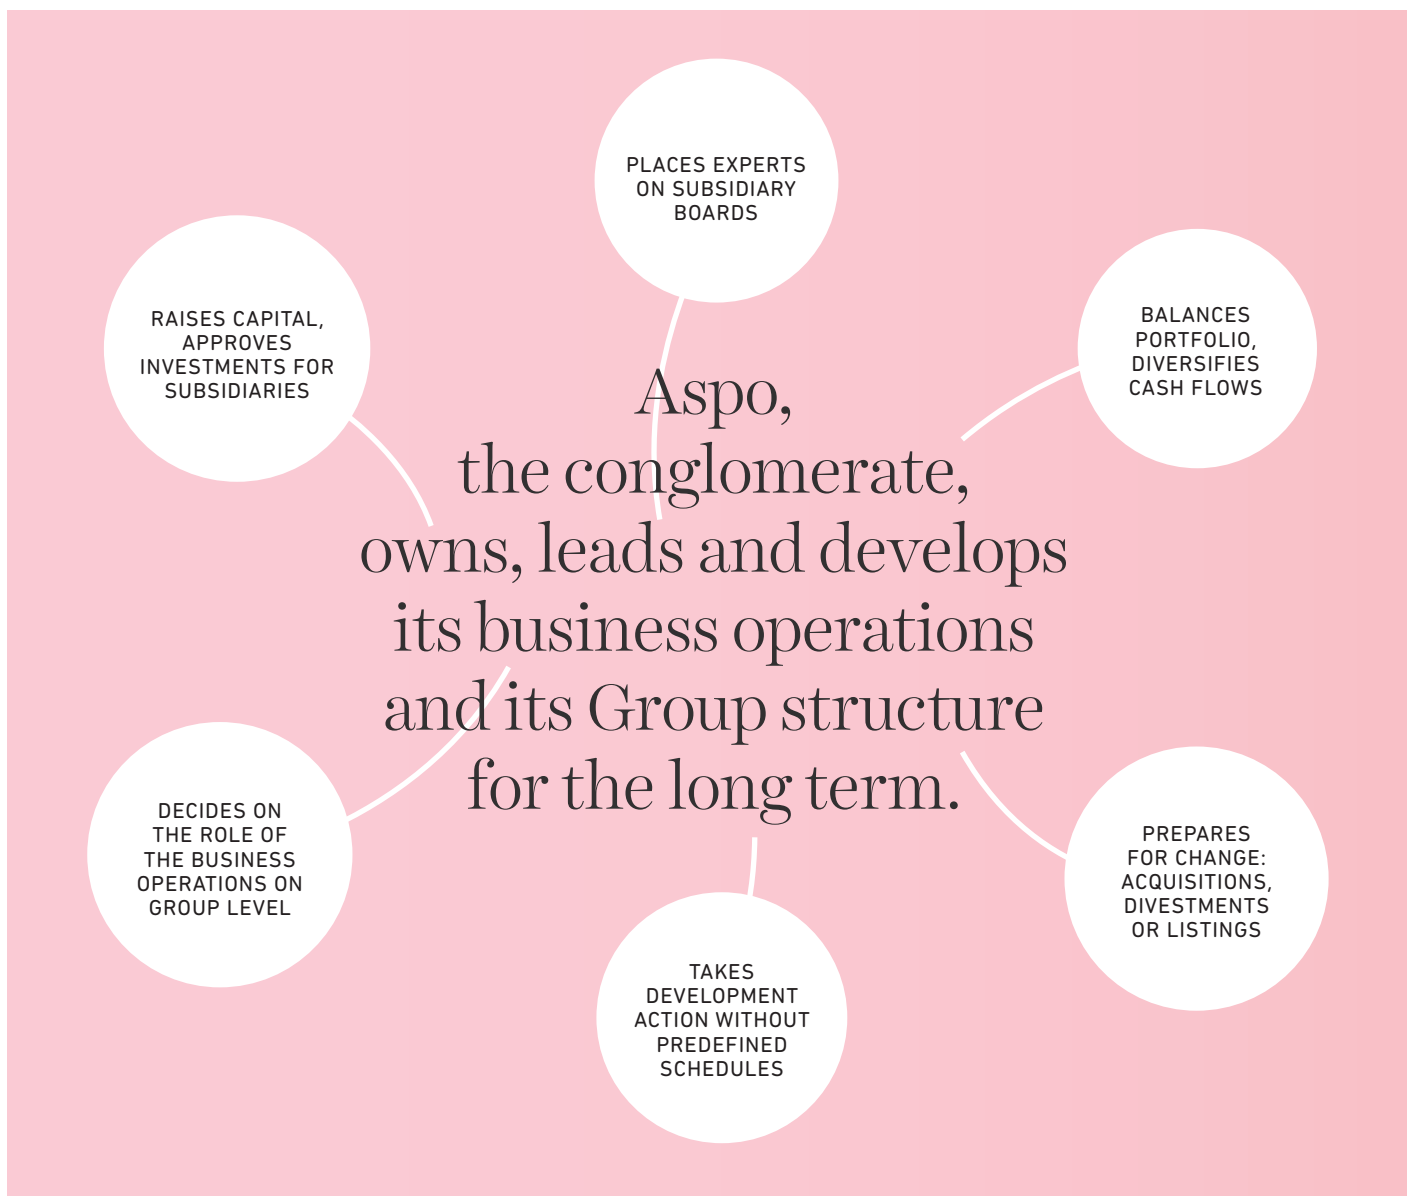 PLACES EXPERTS
ON SUBSIDIARY
BOARDS
RAISES CAPITAL,
APPROVES
INVESTMENTS FOR
SUBSIDIARIES
BALANCES
PORTFOLIO,
DIVERSIFIES
CASH FLOWS
Aspo,
the conglomerate,
owns, leads and develops
its business operations
and its Group structure
for the long term.
DECIDES ON
THE ROLE OF
THE BUSINESS
OPERATIONS ON
GROUP LEVEL
PREPARES
FOR CHANGE:
ACQUISITIONS,
DIVESTMENTS
OR LISTINGS
TAKES
DEVELOPMENT
ACTION WITHOUT
PREDEFINED
SCHEDULES